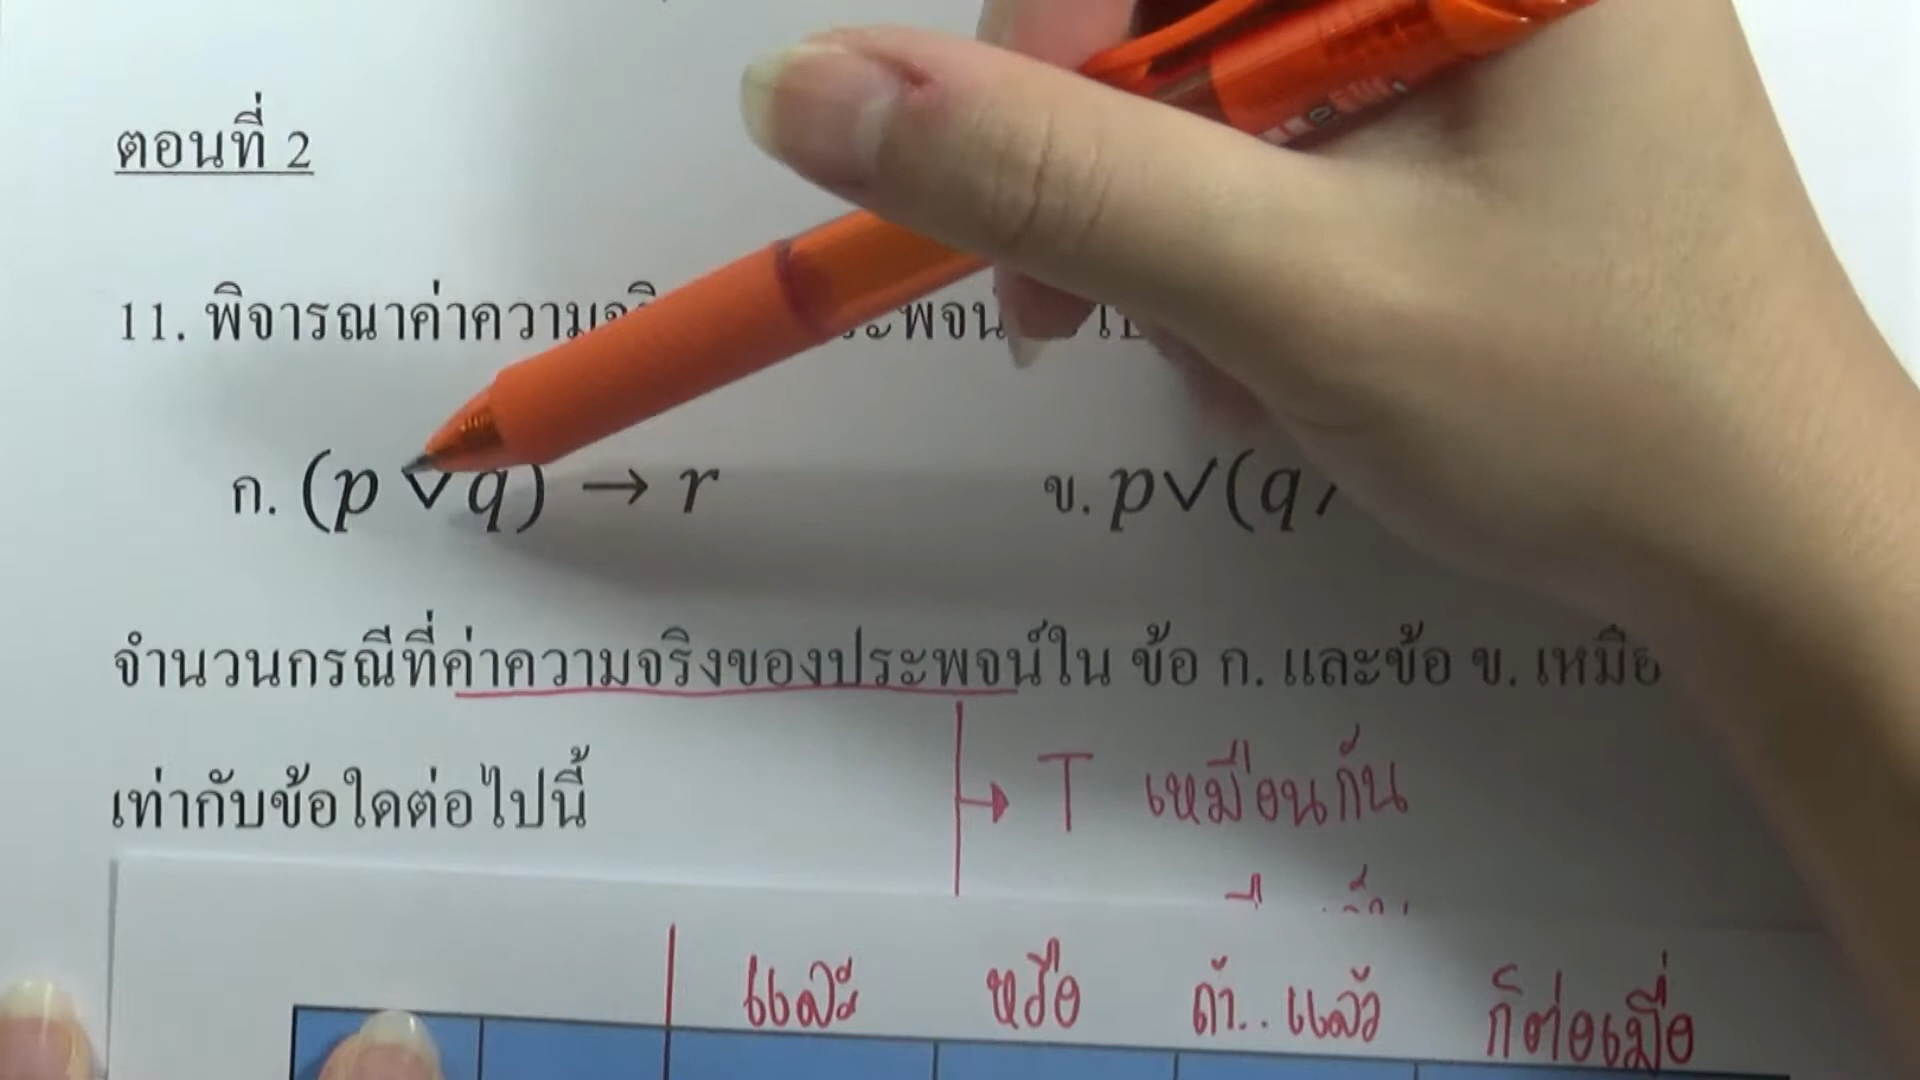 ตอนที่ 2
11. พิจารณาค่าความจริ
ก. (p ∨ q) → r ข. p∨(q
จำนวนกรณีที่ค่าความจริงของประพจน์ใน ข้อ ก. และข้อ ข. เหมือ
เท่ากับข้อใดต่อไปนี้
T เหมือนกัน
และ หรือ ถ้า..แล้ว ก็ต่อเมื่อ